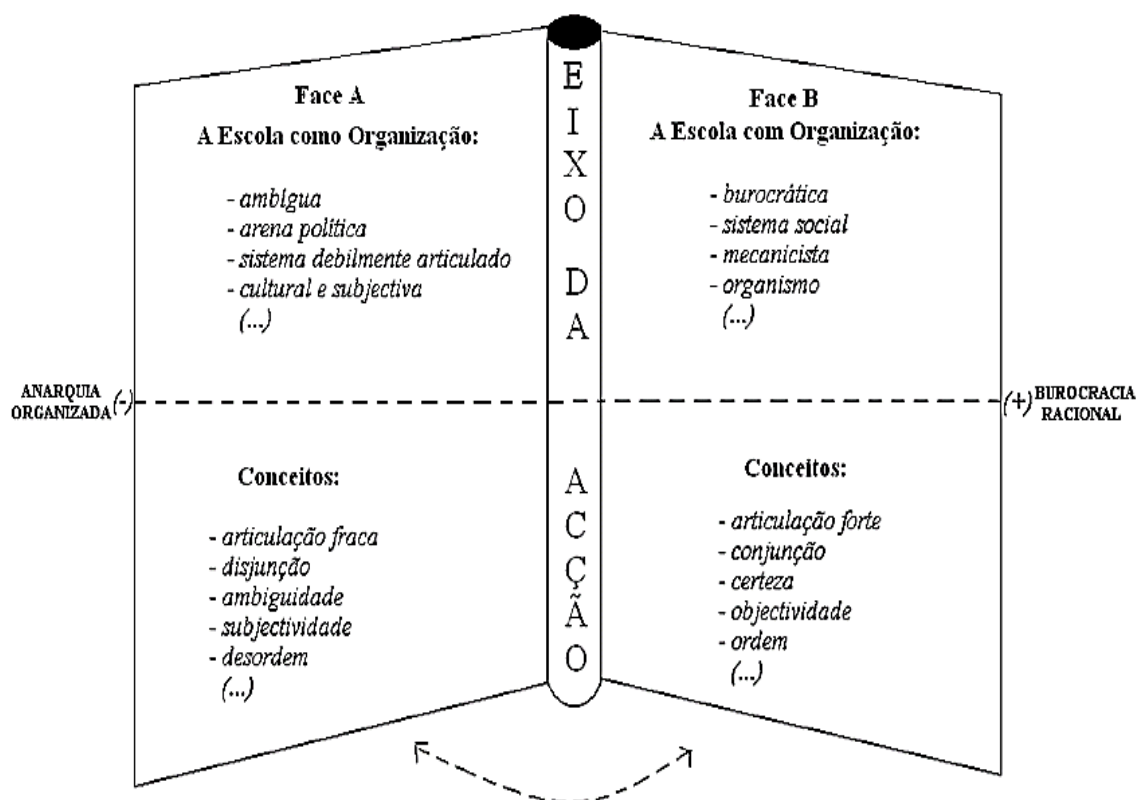 Face A
A Escola como Organização:
- ambígua
- arena política
- sistema debilmente articulado
- cultural e subjectiva
(...)
EIXO DA ACÇÃO
Face B
A Escola com Organização:
- burocrática
- sistema social
- mecanicista
- organismo
(...)
ANARQUIA
ORGANIZADA (-)
(+) BUROCRACIA
RACIONAL
Conceitos:
- articulação fraca
- disjunção
- ambiguidade
- subjectividade
- desordem
(...)
Conceitos:
- articulação forte
- conjunção
- certeza
- objectividade
- ordem
(...)